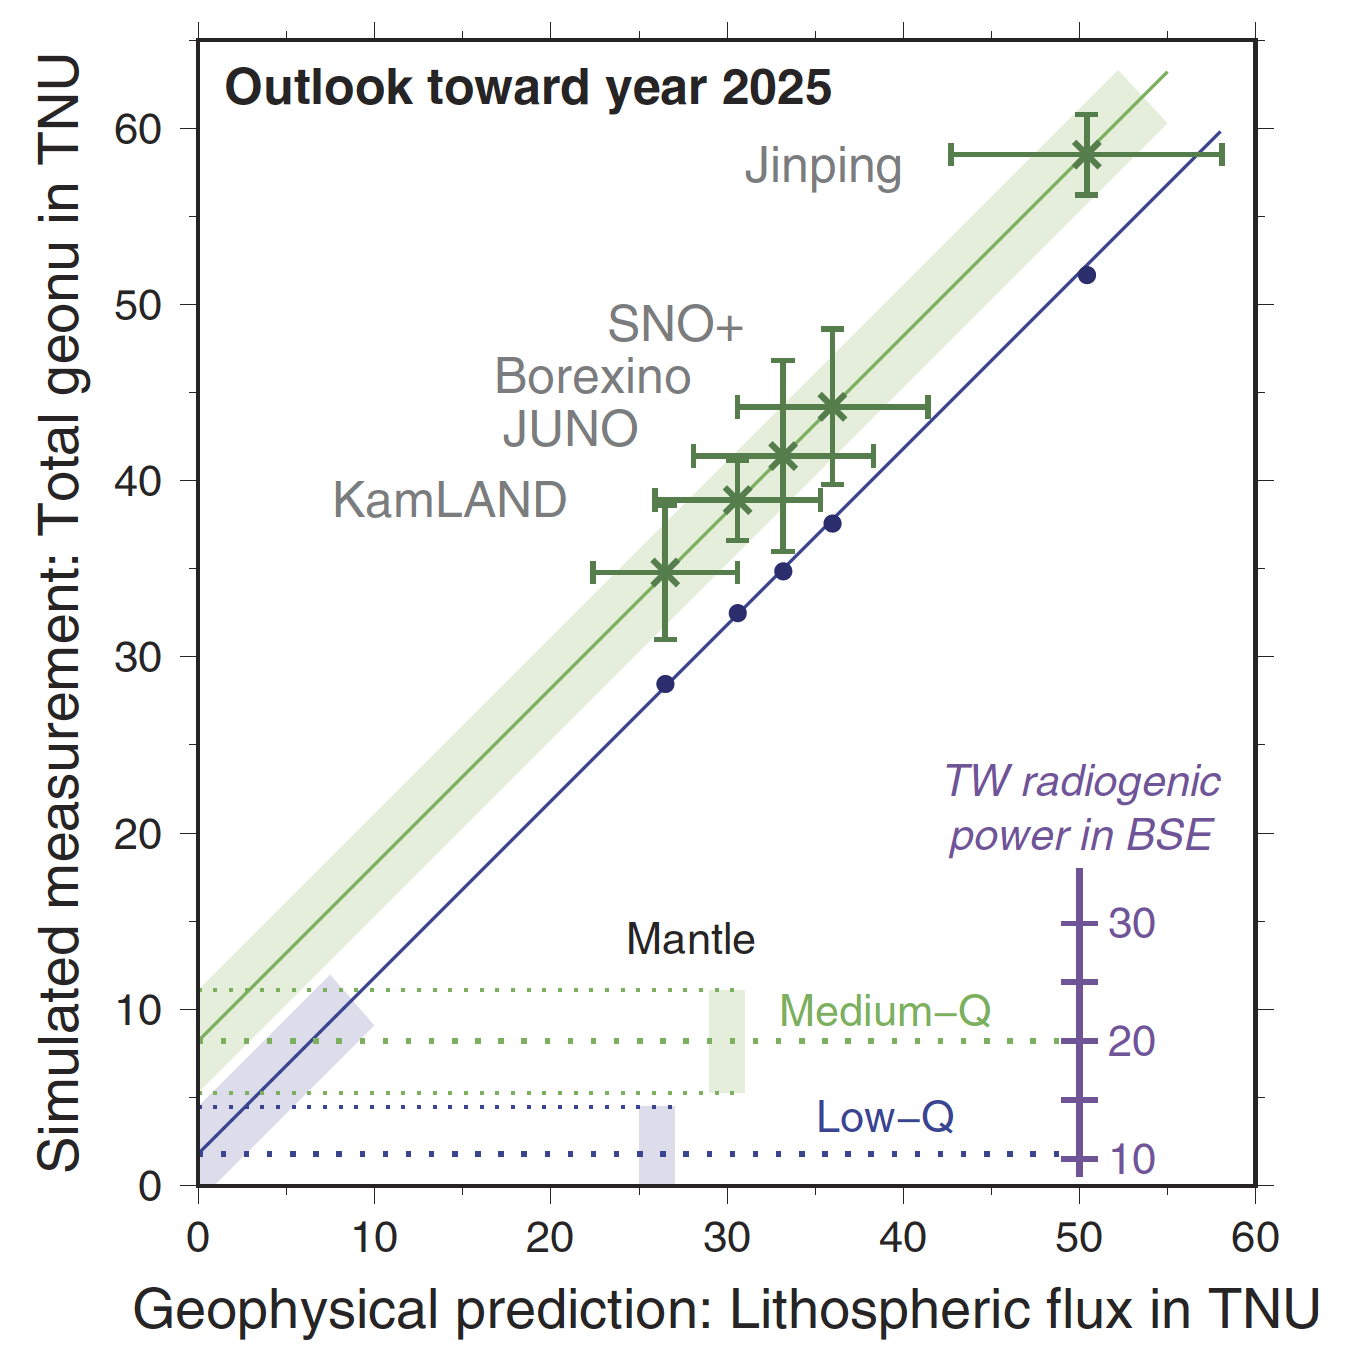 Outlook toward year 2025
Simulated measurement: Total geonu in TNU
60
50
40
30
20
10
0
Jinping
SNO+
Borexino
JUNO
KamLAND
TW radiogenic
power in BSE
30
20
10
Mantle
Medium–Q
Low–Q
0 10 20 30 40 50 60
Geophysical prediction: Lithospheric flux in TNU